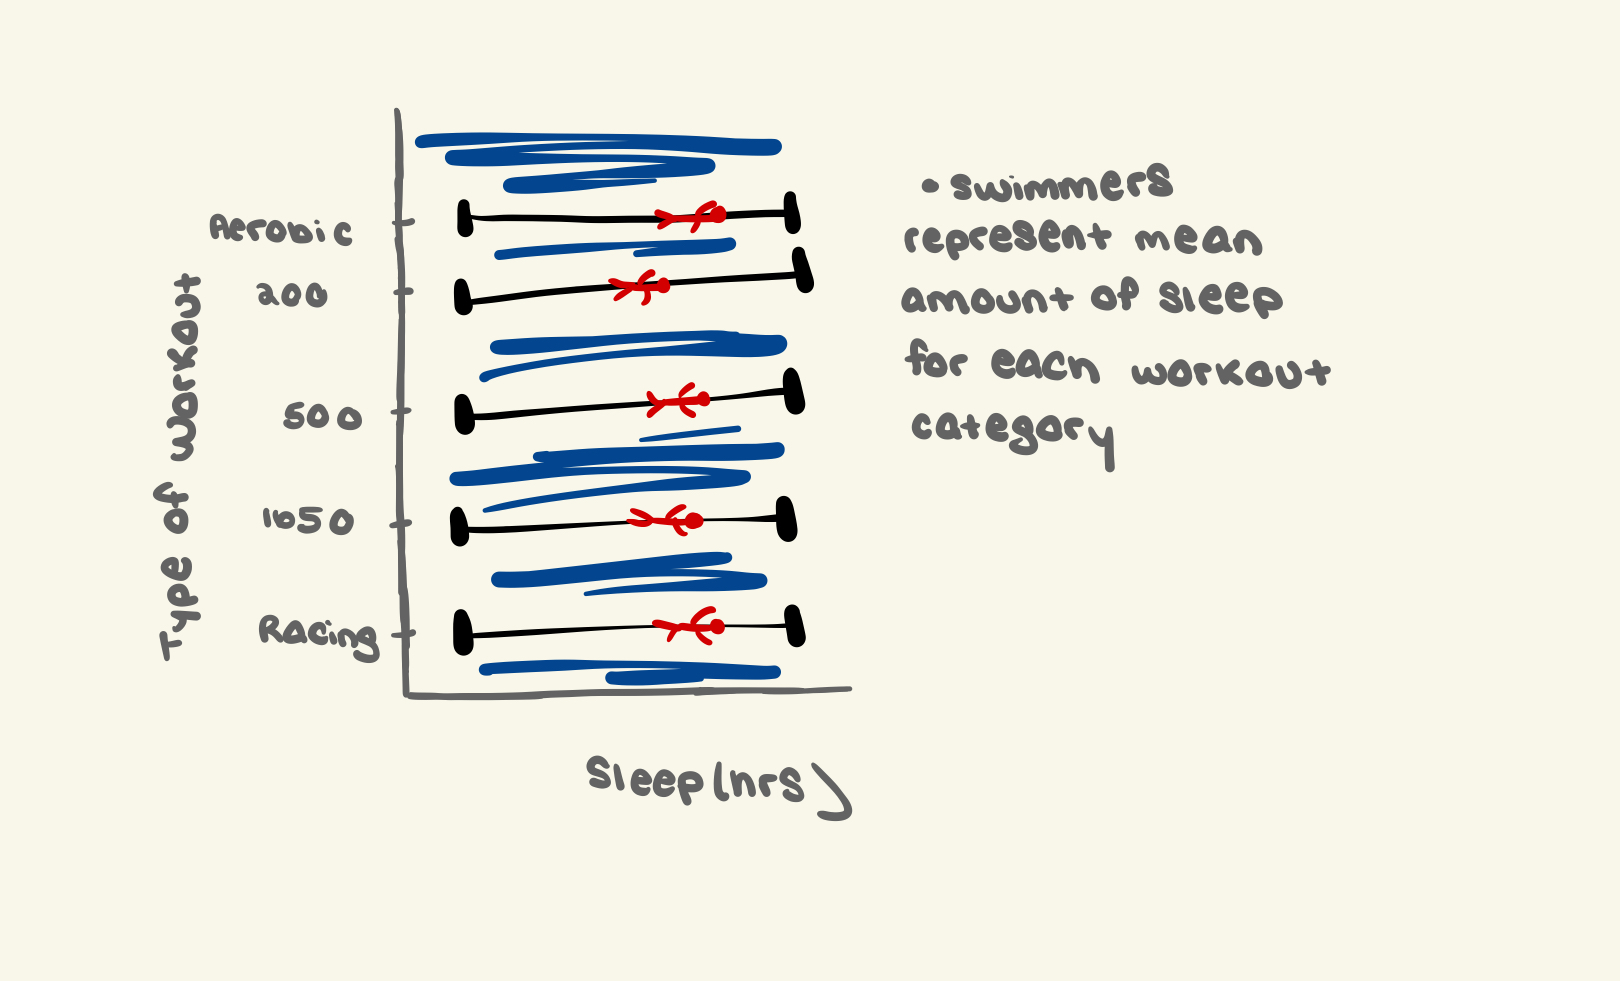 Type of workout
Aerobic
200
500
1650
Racing
Sleep (hrs)
• swimmers
represent mean
amount of sleep
for each workout
category